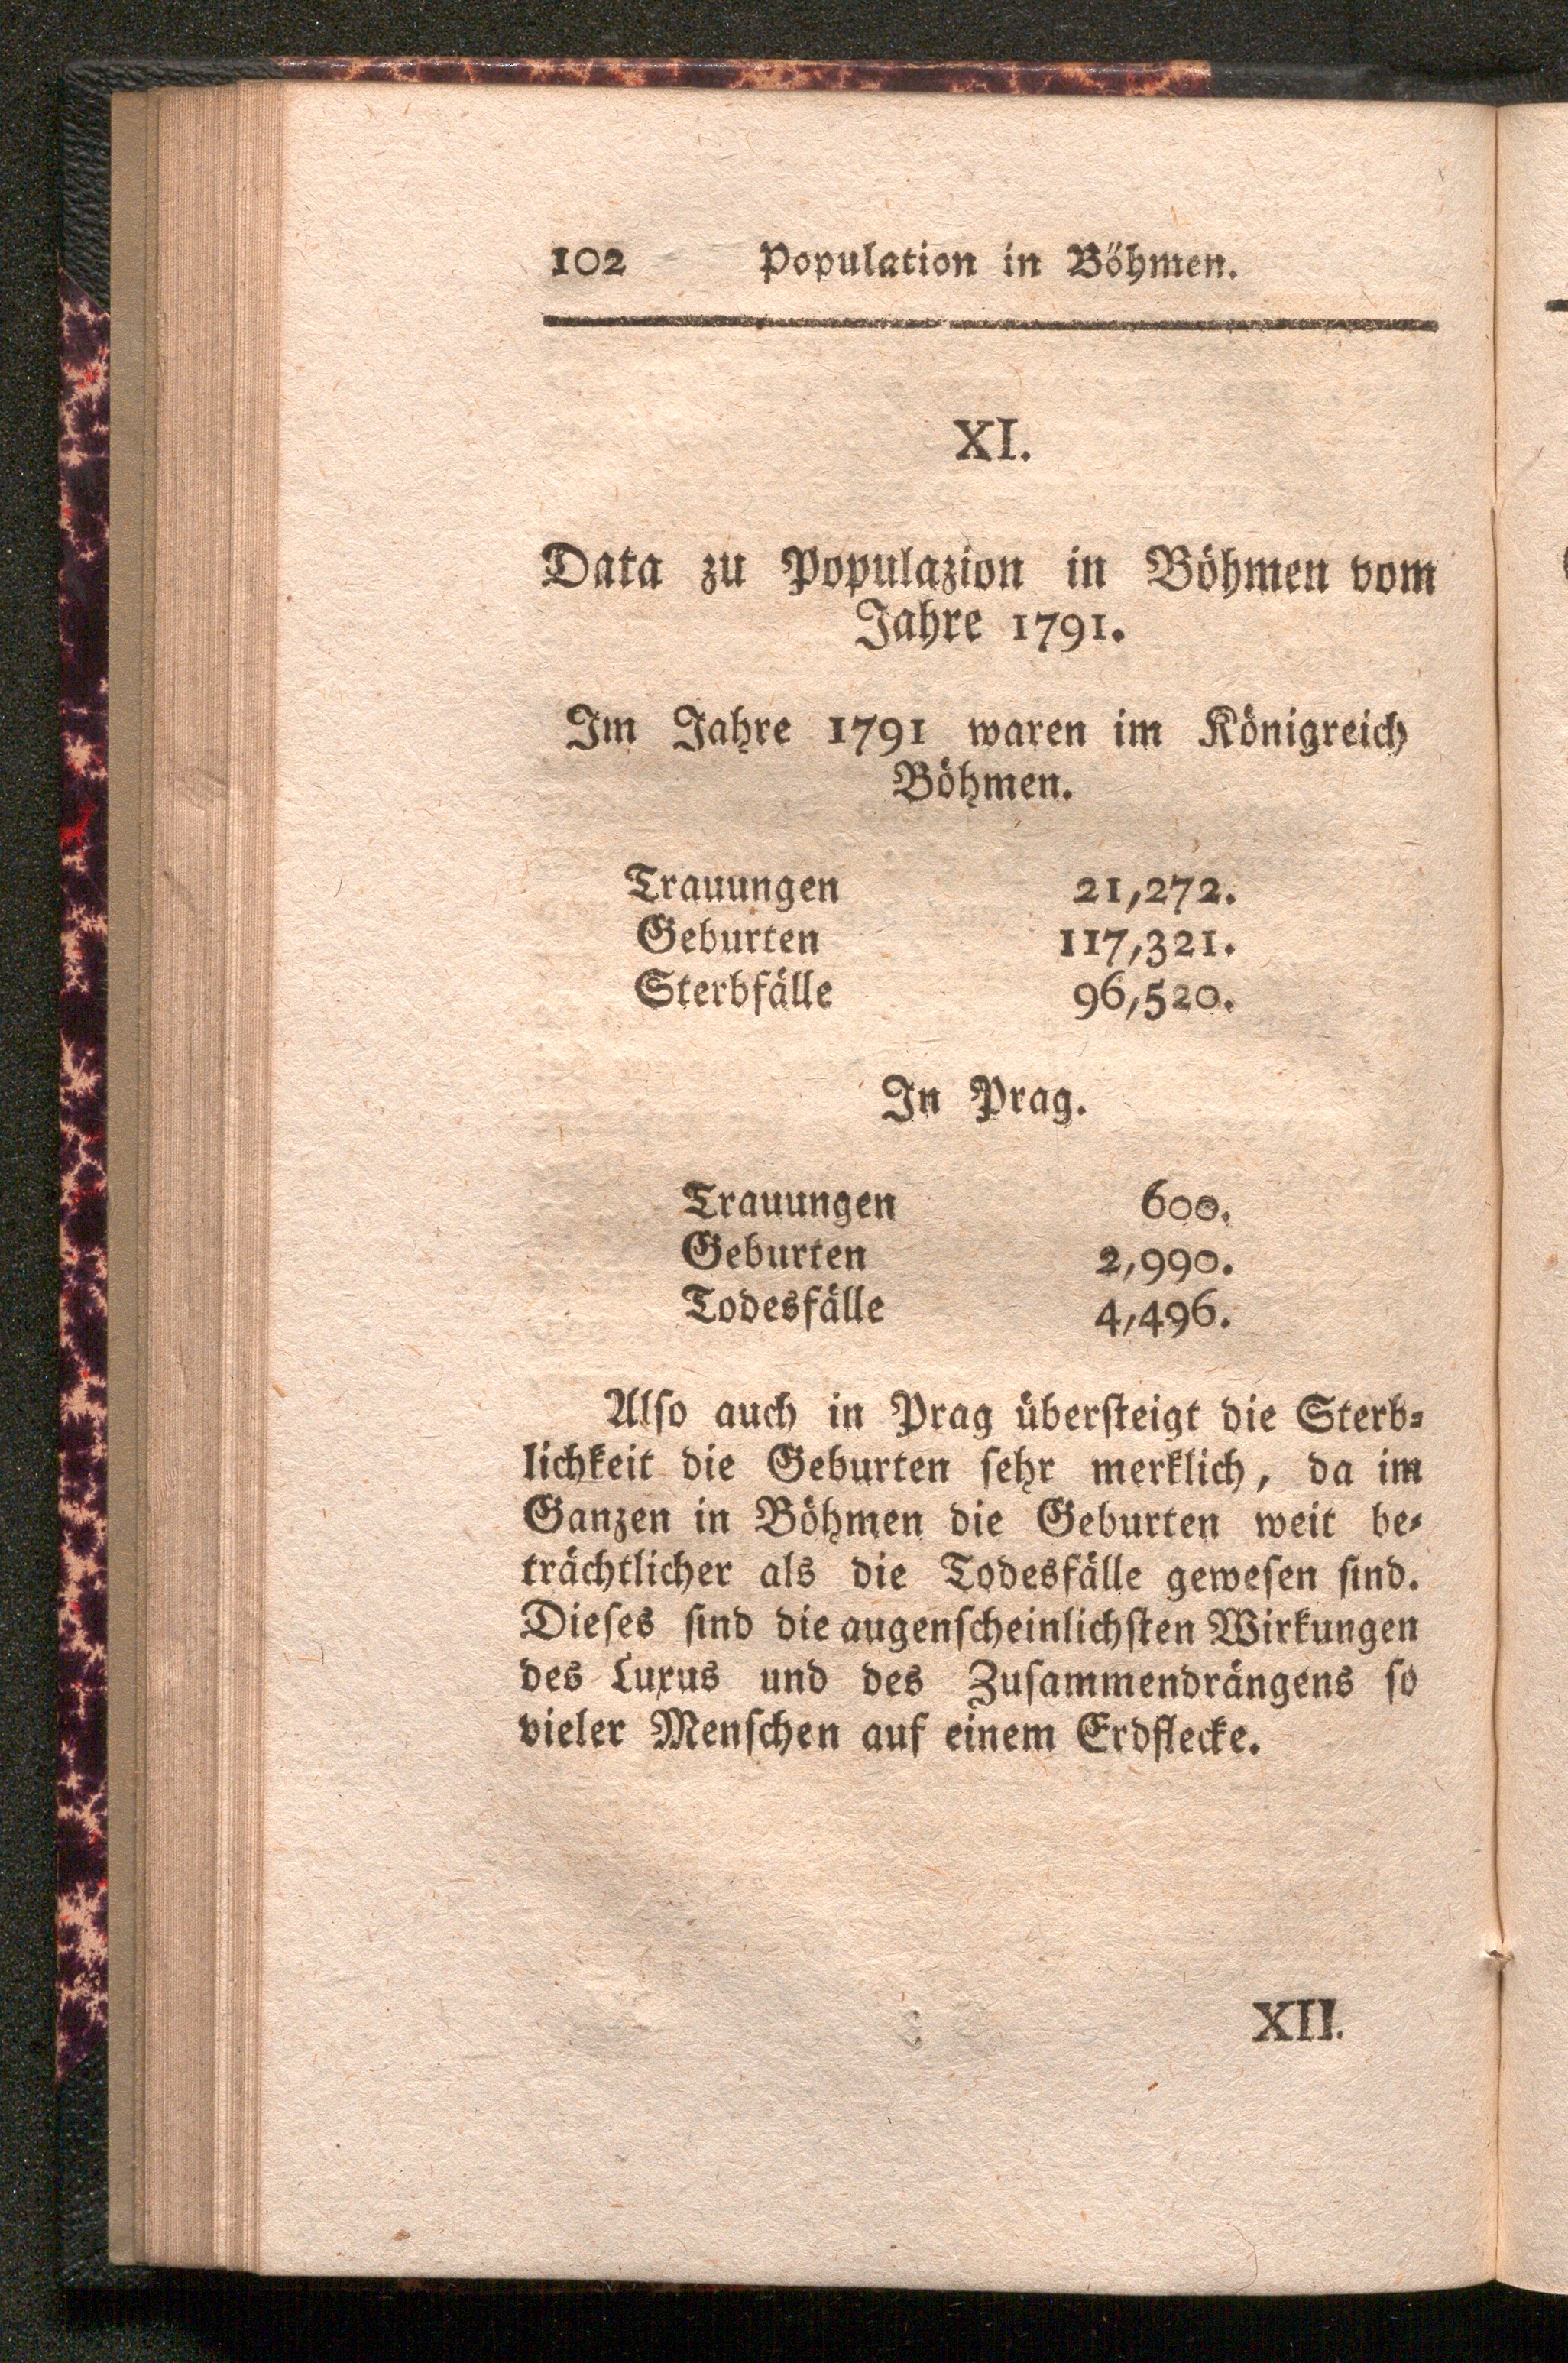 102 Population in Böhmen.
XI.
Data zu Populazion in Böhmen vom
Jahre 1791.
Im Jahre 1791 waren im Königreich
Böhmen.
Trauungen 21,272.
Geburten 117,321.
Sterbfälle 96,520.
In Prag.
Trauungen 600.
Geburten 2,990.
Todesfälle 4,496.
Alſo auch in Prag überſteigt die Sterb⸗
lichkeit die Geburten ſehr merklich, da im
Ganzen in Böhmen die Geburten weit be⸗
trächtlicher als die Todesfälle geweſen ſind.
Dieſes ſind die augenſcheinlichſten Wirkungen
des Luxus und des Zuſammendrängens ſo
vieler Menſchen auf einem Erdflecke.
XII.